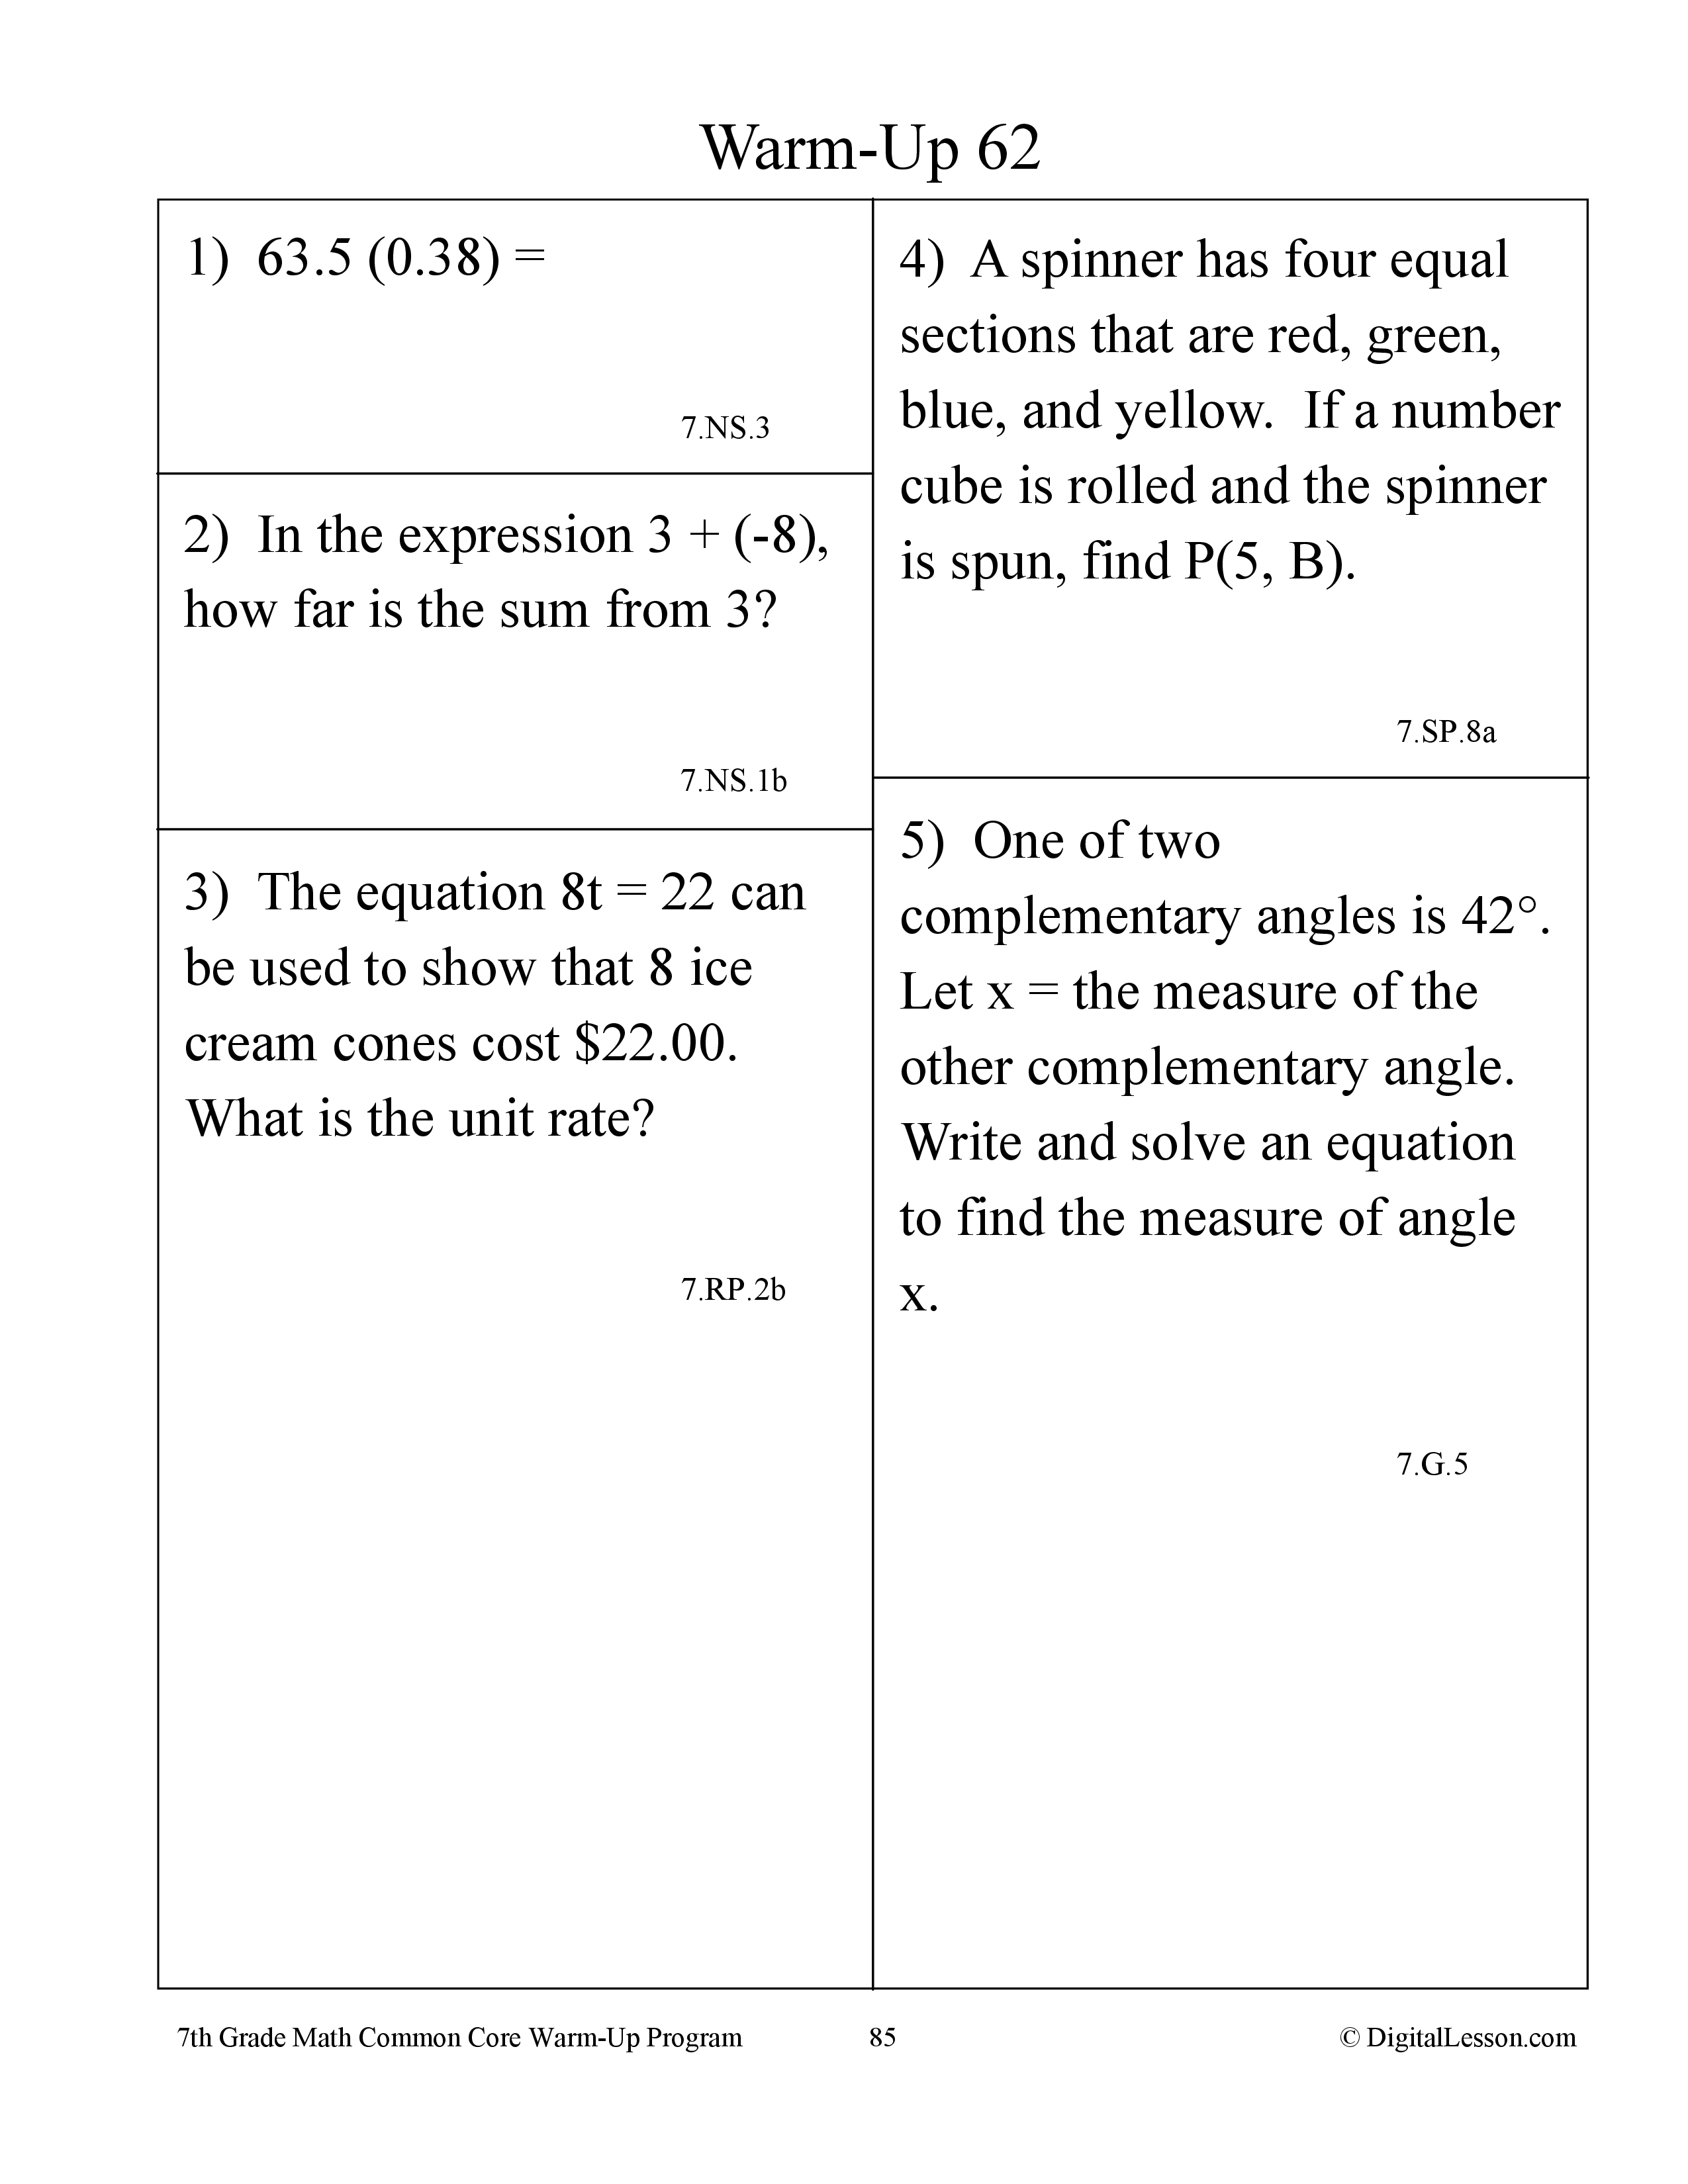 Warm-Up 62
1)  63.5 (0.38) =
7.NS.3
2)  In the expression 3 + (-8),
how far is the sum from 3?
7.NS.1b
3)  The equation 8t = 22 can
be used to show that 8 ice
cream cones cost $22.00.
What is the unit rate?
7.RP.2b
4)  A spinner has four equal
sections that are red, green,
blue, and yellow.  If a number
cube is rolled and the spinner
is spun, find P(5, B).
7.SP.8a
5)  One of two
complementary angles is 42°.
Let x = the measure of the
other complementary angle.
Write and solve an equation
to find the measure of angle
x.
7.G.5
7th Grade Math Common Core Warm-Up Program
85
© DigitalLesson.com